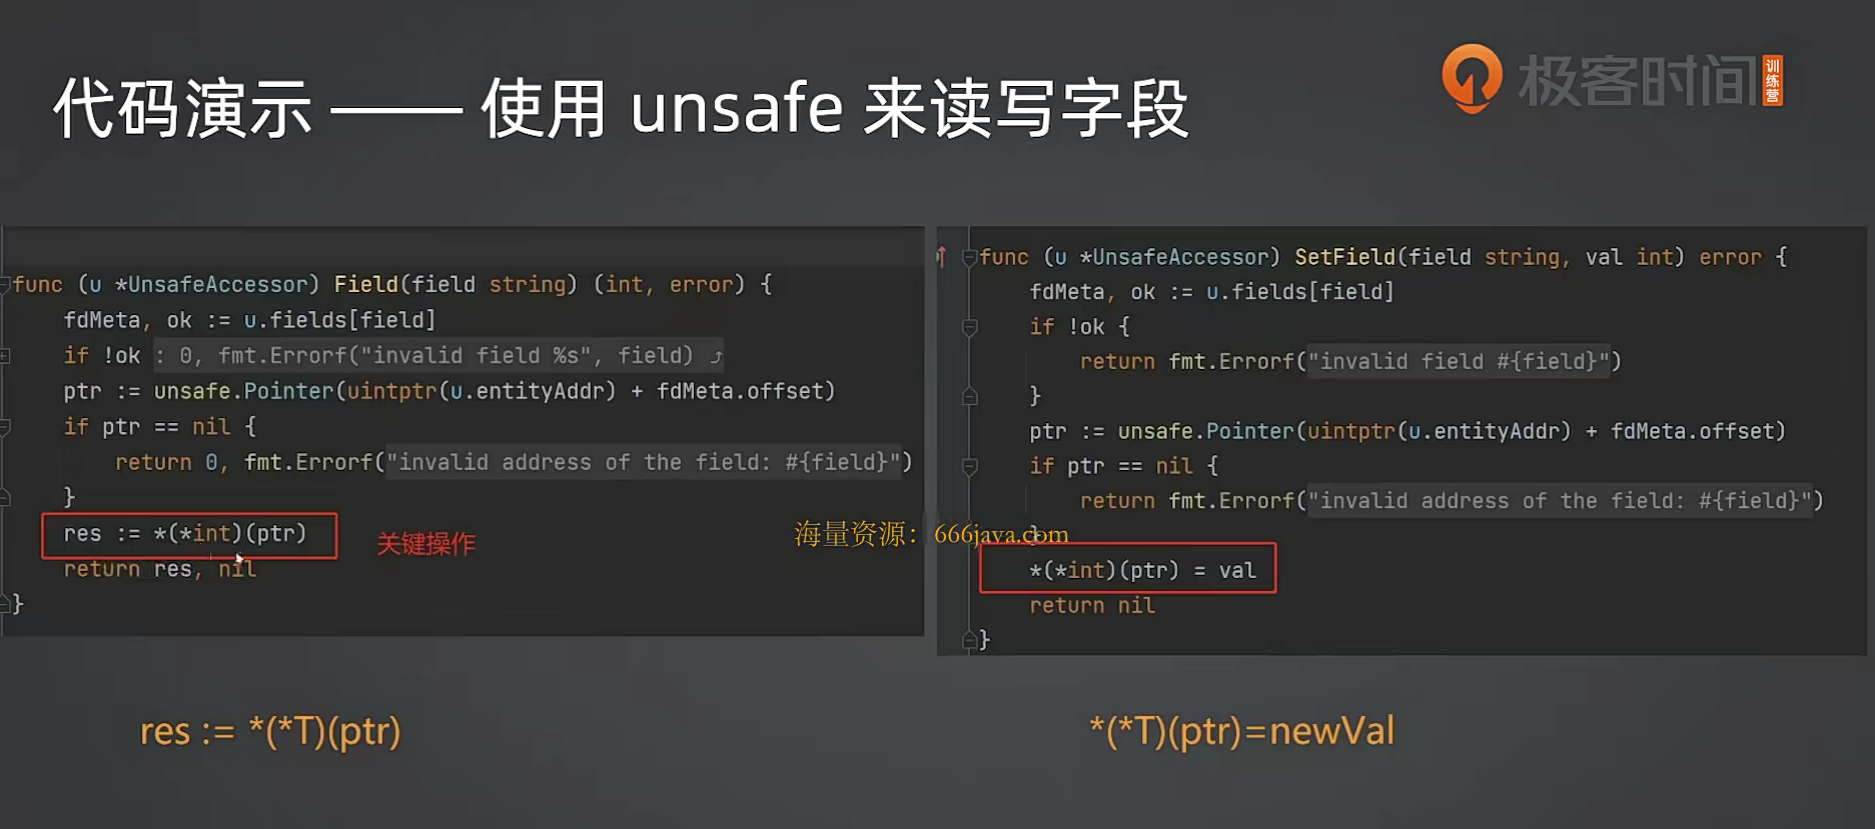 代码演示 —— 使用 unsafe 来读写字段
极客时间
训练营
func (u *UnsafeAccessor) Field(field string) (int, error) {
fdMeta, ok := u.fields[field]
if !ok : 0, fmt.Errorf("invalid field %s", field)
ptr := unsafe.Pointer(uintptr(u.entityAddr) + fdMeta.offset)
if ptr == nil {
return 0, fmt.Errorf("invalid address of the field: #{field}")
}
res := *(*int)(ptr)
关键操作
return res, nil
}
func (u *UnsafeAccessor) SetField(field string, val int) error {
fdMeta, ok := u.fields[field]
if !ok {
return fmt.Errorf("invalid field #{field}")
}
ptr := unsafe.Pointer(uintptr(u.entityAddr) + fdMeta.offset)
if ptr == nil {
return fmt.Errorf("invalid address of the field: #{field}")
}
海量资源：666java.com
*(*int)(ptr) = val
return nil
}
res := *(*T)(ptr)
*(*T)(ptr)=newVal